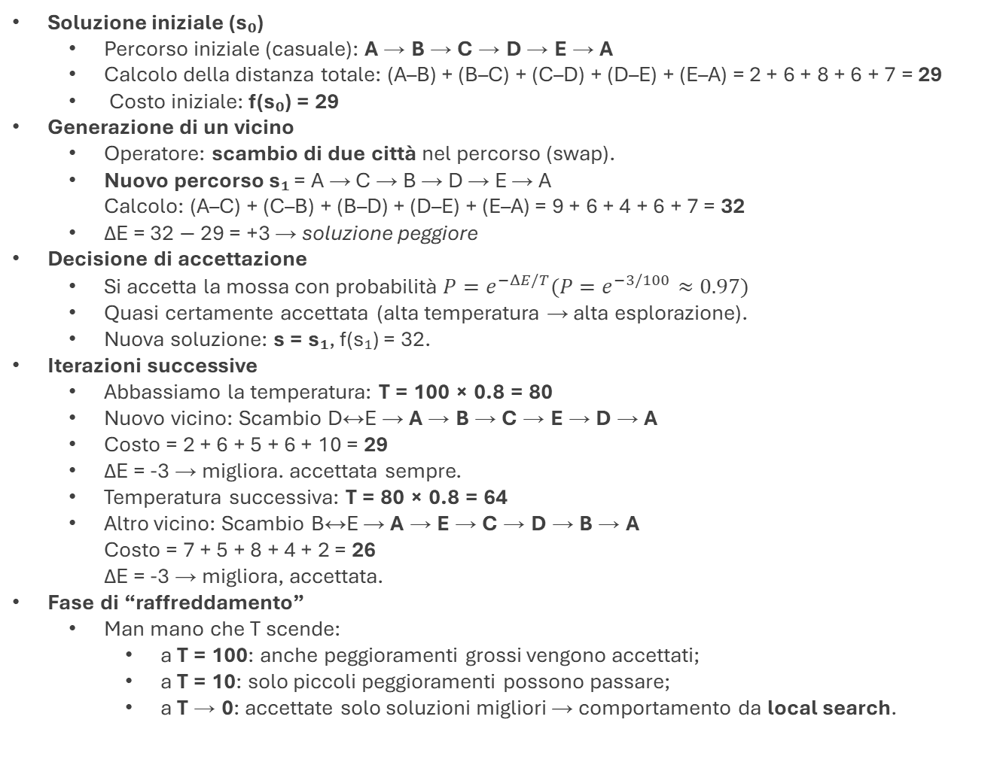 • Soluzione iniziale (s₀)
• Percorso iniziale (casuale): A → B → C → D → E → A
• Calcolo della distanza totale: (A–B) + (B–C) + (C–D) + (D–E) + (E–A) = 2 + 6 + 8 + 6 + 7 = 29
• Costo iniziale: f(s₀) = 29
• Generazione di un vicino
• Operatore: scambio di due città nel percorso (swap).
• Nuovo percorso s₁ = A → C → B → D → E → A
Calcolo: (A–C) + (C–B) + (B–D) + (D–E) + (E–A) = 9 + 6 + 4 + 6 + 7 = 32
• ΔE = 32 − 29 = +3 → soluzione peggiore
• Decisione di accettazione
• Si accetta la mossa con probabilità P = e^{−ΔE/T} (P = e^{−3/100} ≈ 0.97)
• Quasi certamente accettata (alta temperatura → alta esplorazione).
• Nuova soluzione: s = s₁, f(s₁) = 32.
• Iterazioni successive
• Abbassiamo la temperatura: T = 100 × 0.8 = 80
• Nuovo vicino: Scambio D↔E → A → B → C → E → D → A
• Costo = 2 + 6 + 5 + 6 + 10 = 29
• ΔE = -3 → migliora. accettata sempre.
• Temperatura successiva: T = 80 × 0.8 = 64
• Altro vicino: Scambio B↔E → A → E → C → D → B → A
Costo = 7 + 5 + 8 + 4 + 2 = 26
ΔE = -3 → migliora, accettata.
• Fase di “raffreddamento”
• Man mano che T scende:
• a T = 100: anche peggioramenti grossi vengono accettati;
• a T = 10: solo piccoli peggioramenti possono passare;
• a T → 0: accettate solo soluzioni migliori → comportamento da local search.